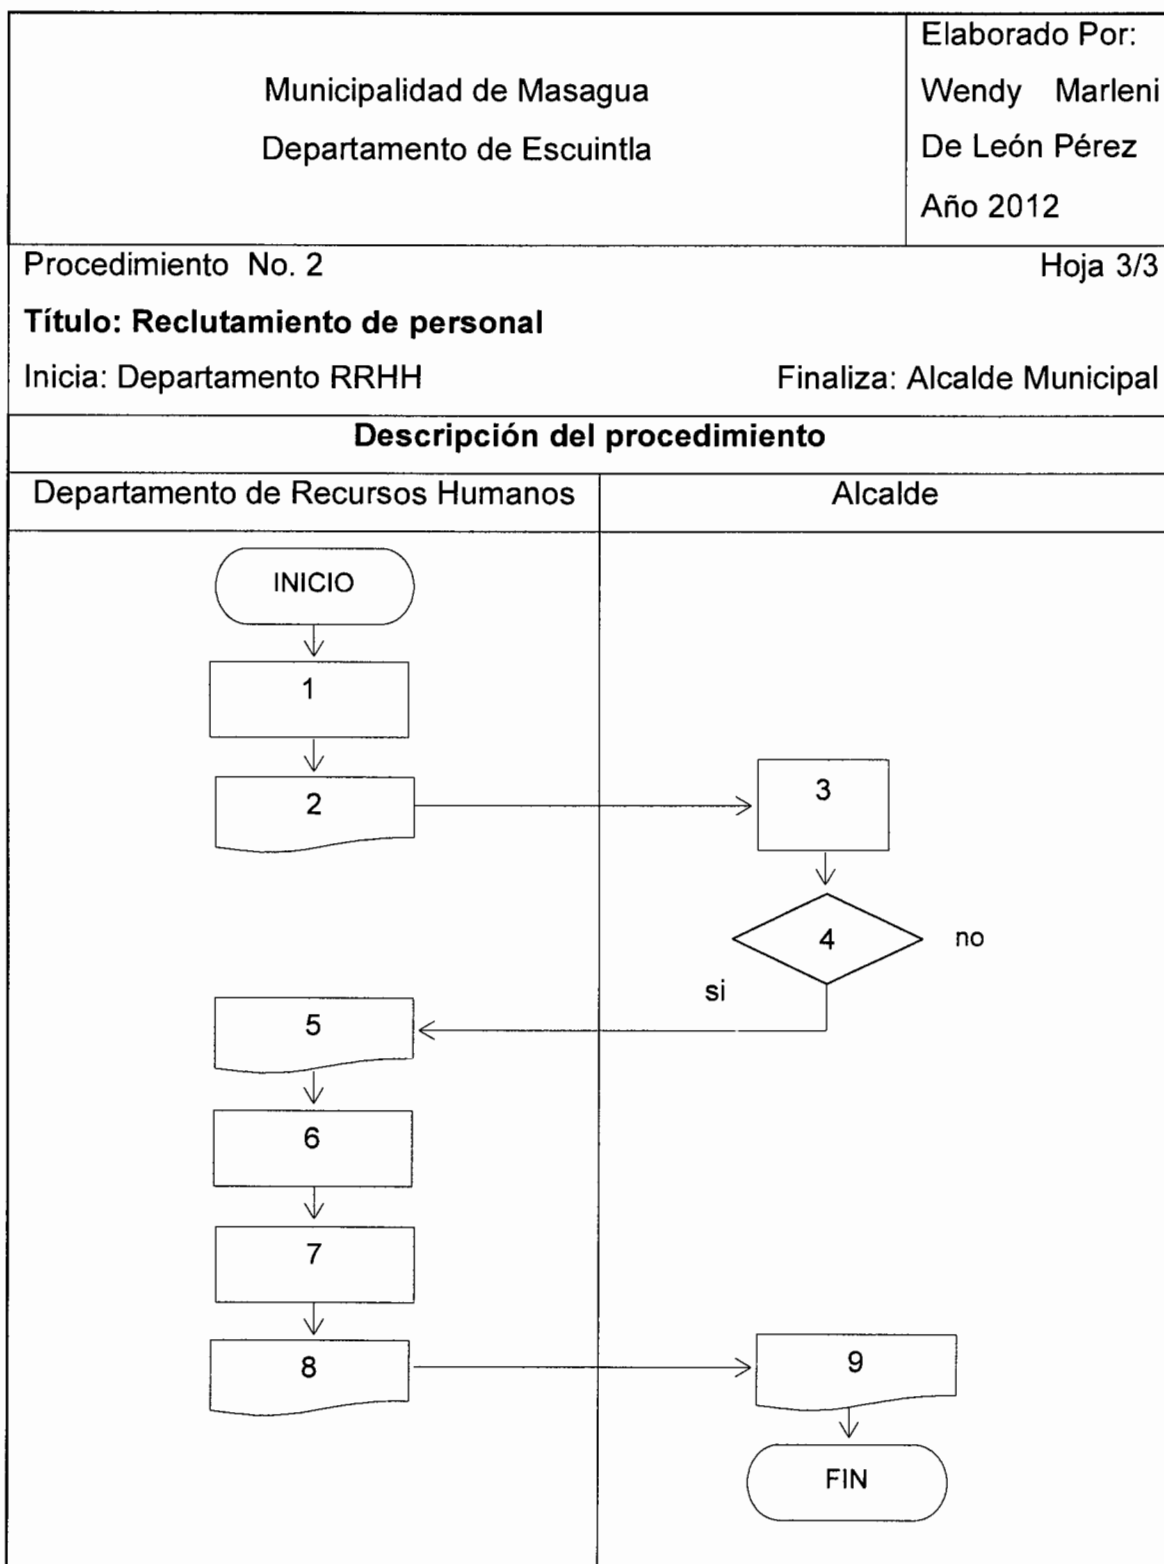 Municipalidad de Masagua
Departamento de Escuintla
Elaborado Por:
Wendy Marleni
De León Pérez
Año 2012
Procedimiento No. 2 Hoja 3/3
Título: Reclutamiento de personal
Inicia: Departamento RRHH Finaliza: Alcalde Municipal
Descripción del procedimiento
Departamento de Recursos Humanos Alcalde
INICIO
1
2
3
4 no
si
5
6
7
8
9
FIN